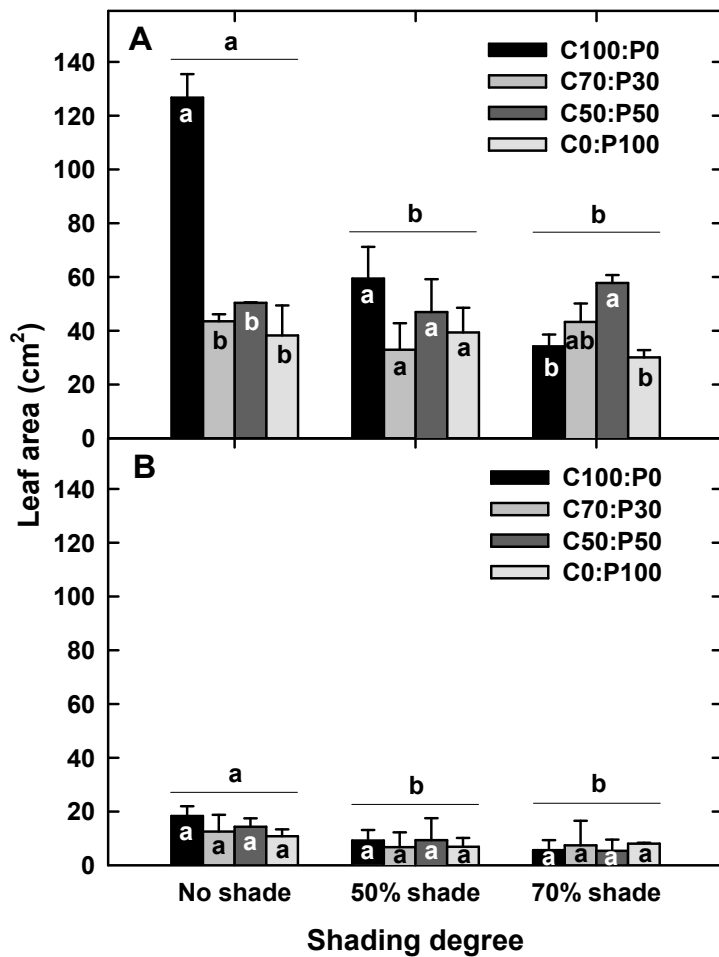 A
a
C100:P0
C70:P30
C50:P50
C0:P100
140
120
100
80
60
40
20
0
a
b
b
b
b
a
a
a
a
b
b
ab
a
b
B
C100:P0
C70:P30
C50:P50
C0:P100
140
120
100
80
60
40
20
0
a
a
a
a
a
b
a
a
a
a
b
a
a
a
a
Leaf area (cm²)
No shade 50% shade 70% shade
Shading degree